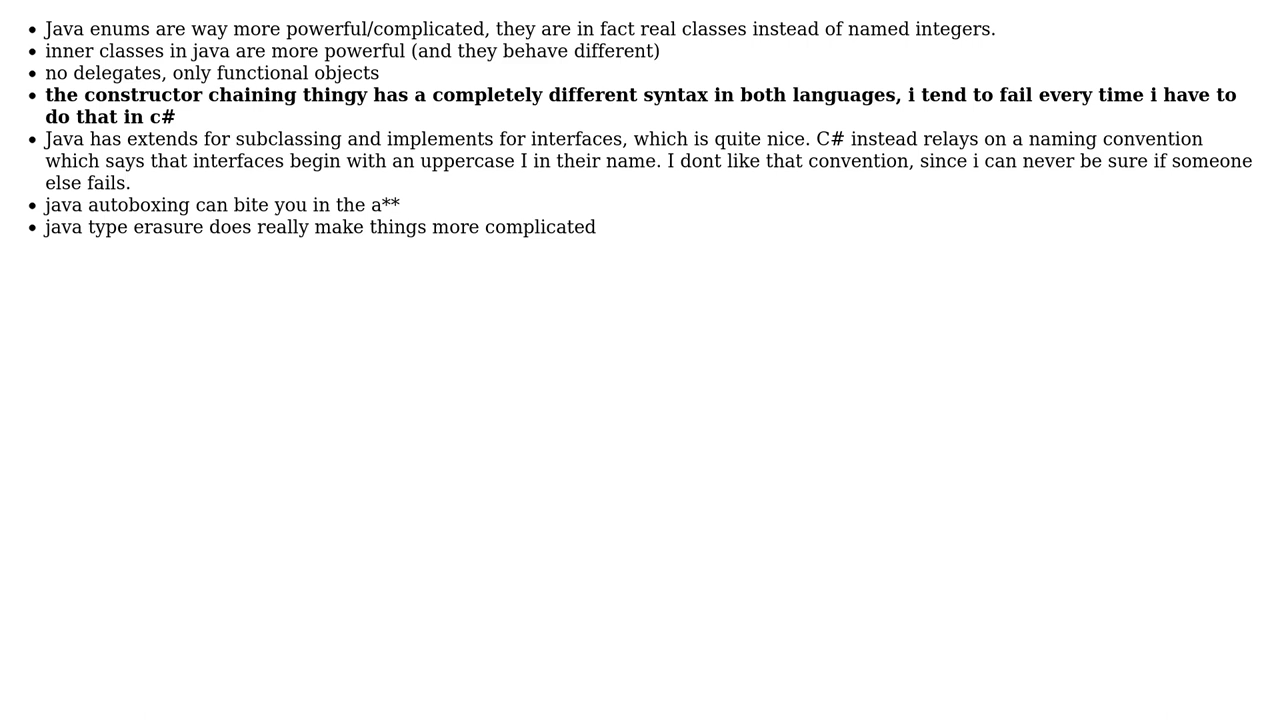 • Java enums are way more powerful/complicated, they are in fact real classes instead of named integers.
• inner classes in java are more powerful (and they behave different)
• no delegates, only functional objects
• the constructor chaining thingy has a completely different syntax in both languages, i tend to fail every time i have to
do that in c#
• Java has extends for subclassing and implements for interfaces, which is quite nice. C# instead relays on a naming convention
which says that interfaces begin with an uppercase I in their name. I dont like that convention, since i can never be sure if someone
else fails.
• java autoboxing can bite you in the a**
• java type erasure does really make things more complicated